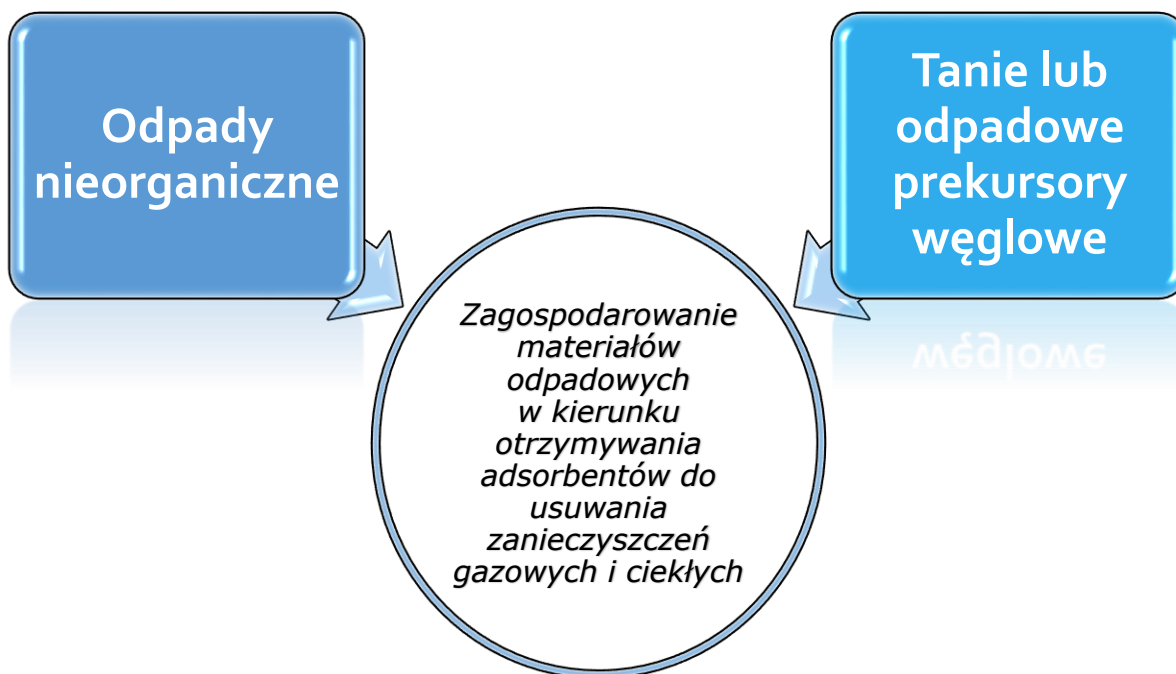 Odpady
nieorganiczne
Tanie lub
odpadowe
prekursory
węglowe
Zagospodarowanie
materiałów
odpadowych
w kierunku
otrzymywania
adsorbentów do
usuwania
zanieczyszczeń
gazowych i ciekłych